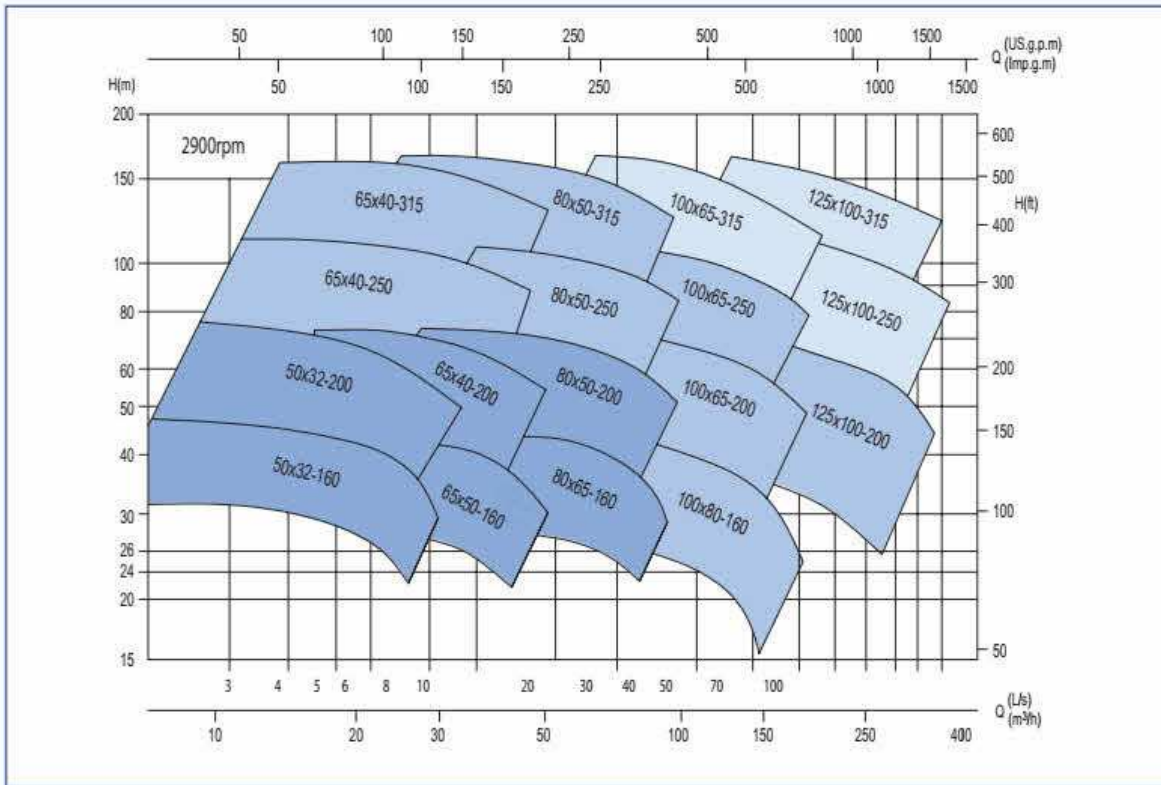 50 100 150 250 500 1000 1500
Q (US.g.p.m)
(Imp.g.m)
50 100 150 250 500 1000 1500
H(m)
200
150
100
80
60
50
40
30
26
24
20
15
2900rpm
600
500
H(ft)
400
300
200
150
100
50
65x40-315
80x50-315
100x65-315
125x100-315
65x40-250
80x50-250
100x65-250
125x100-250
50x32-200
65x40-200
80x50-200
100x65-200
125x100-200
50x32-160
65x50-160
80x65-160
100x80-160
3 4 5 6 8 10 20 30 40 50 70 100
Q (L/s)
(m³/h)
10 20 30 50 100 150 250 400